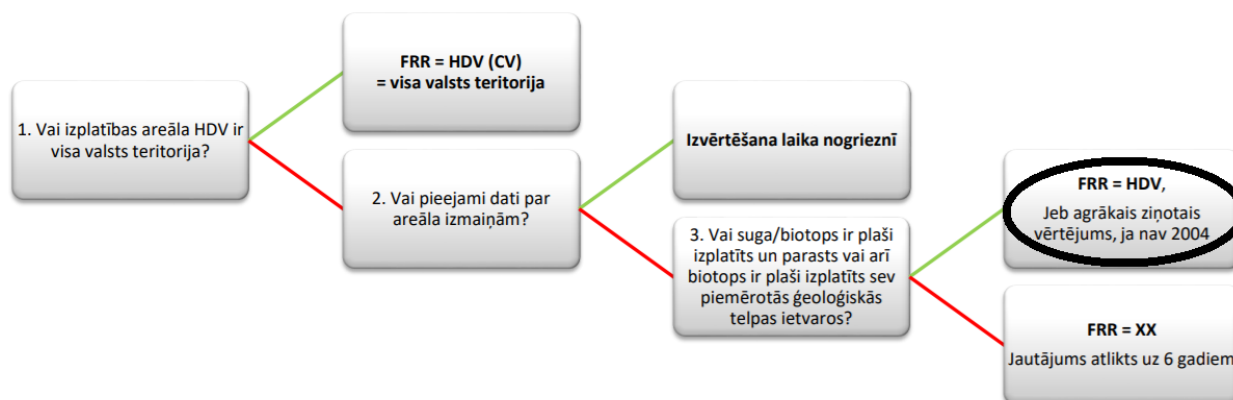 1. Vai izplatības areāla HDV ir
visa valsts teritorija?
FRR = HDV (CV)
= visa valsts teritorija
2. Vai pieejami dati par
areāla izmaiņām?
Izvērtēšana laika nogrieznī
3. Vai suga/biotops ir plaši
izplatīts un parasts vai arī
biotops ir plaši izplatīts sev
piemērotās ģeoloģiskās
telpas ietvaros?
FRR = HDV,
Jeb agrākais ziņotais
vērtējums, ja nav 2004
FRR = XX
Jautājums atlikts uz 6 gadiem